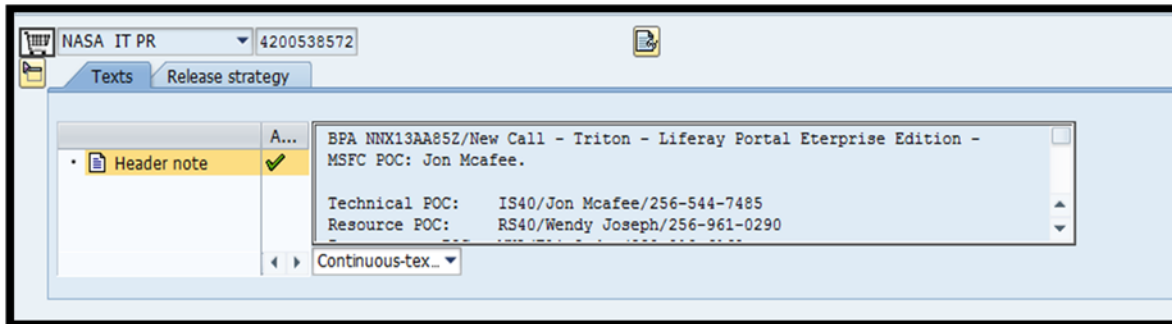 NASA IT PR 4200538572
Texts Release strategy
A...
Header note
BPA NNX13AA85Z/New Call - Triton - Liferay Portal Eterprise Edition -
MSFC POC: Jon Mcafee.
Technical POC: IS40/Jon Mcafee/256-544-7485
Resource POC: RS40/Wendy Joseph/256-961-0290
Continuous-tex...